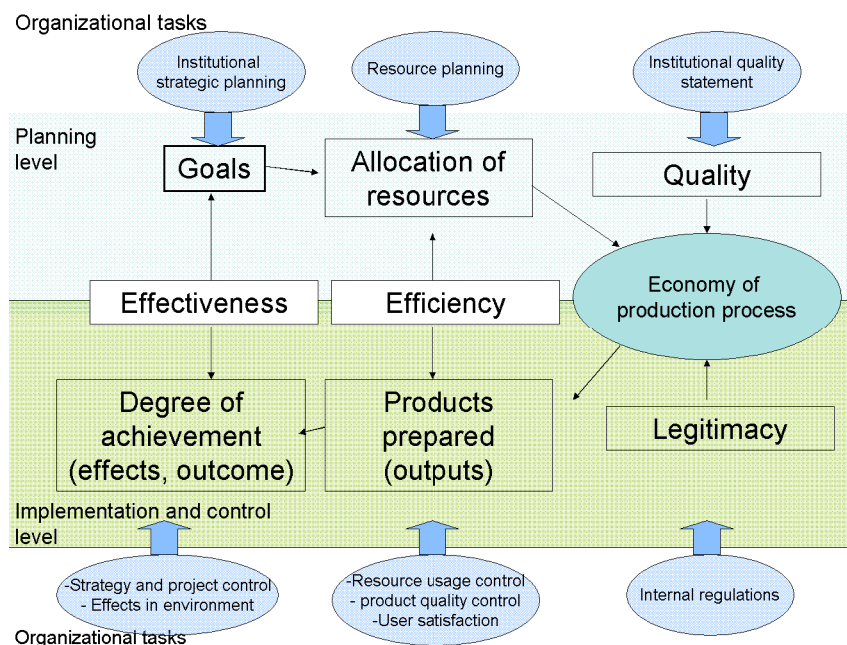 Organizational tasks
Institutional
strategic planning
Resource planning
Institutional quality
statement
Planning
level
Goals
Allocation of
resources
Quality
Effectiveness
Efficiency
Economy of
production process
Degree of
achievement
(effects, outcome)
Products
prepared
(outputs)
Legitimacy
Implementation and control
level
-Strategy and project control
- Effects in environment
-Resource usage control
- product quality control
-User satisfaction
Internal regulations
Organizational tasks